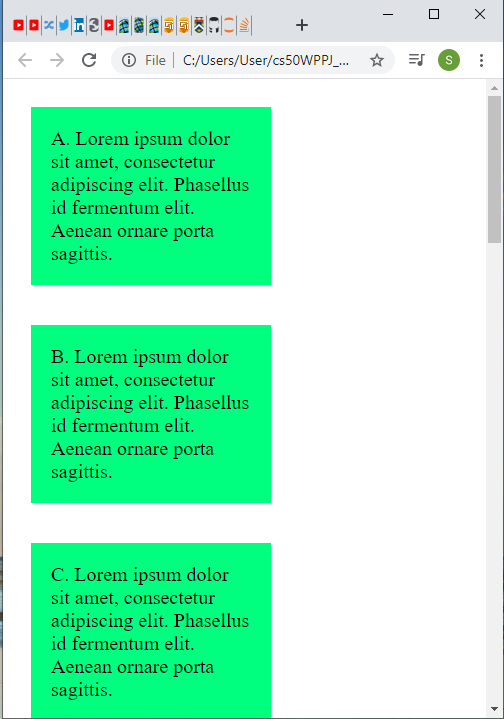 File
C:/Users/User/cs50WPPJ_...
S
A. Lorem ipsum dolor
sit amet, consectetur
adipiscing elit. Phasellus
id fermentum elit.
Aenean ornare porta
sagittis.
B. Lorem ipsum dolor
sit amet, consectetur
adipiscing elit. Phasellus
id fermentum elit.
Aenean ornare porta
sagittis.
C. Lorem ipsum dolor
sit amet, consectetur
adipiscing elit. Phasellus
id fermentum elit.
Aenean ornare porta
sagittis.